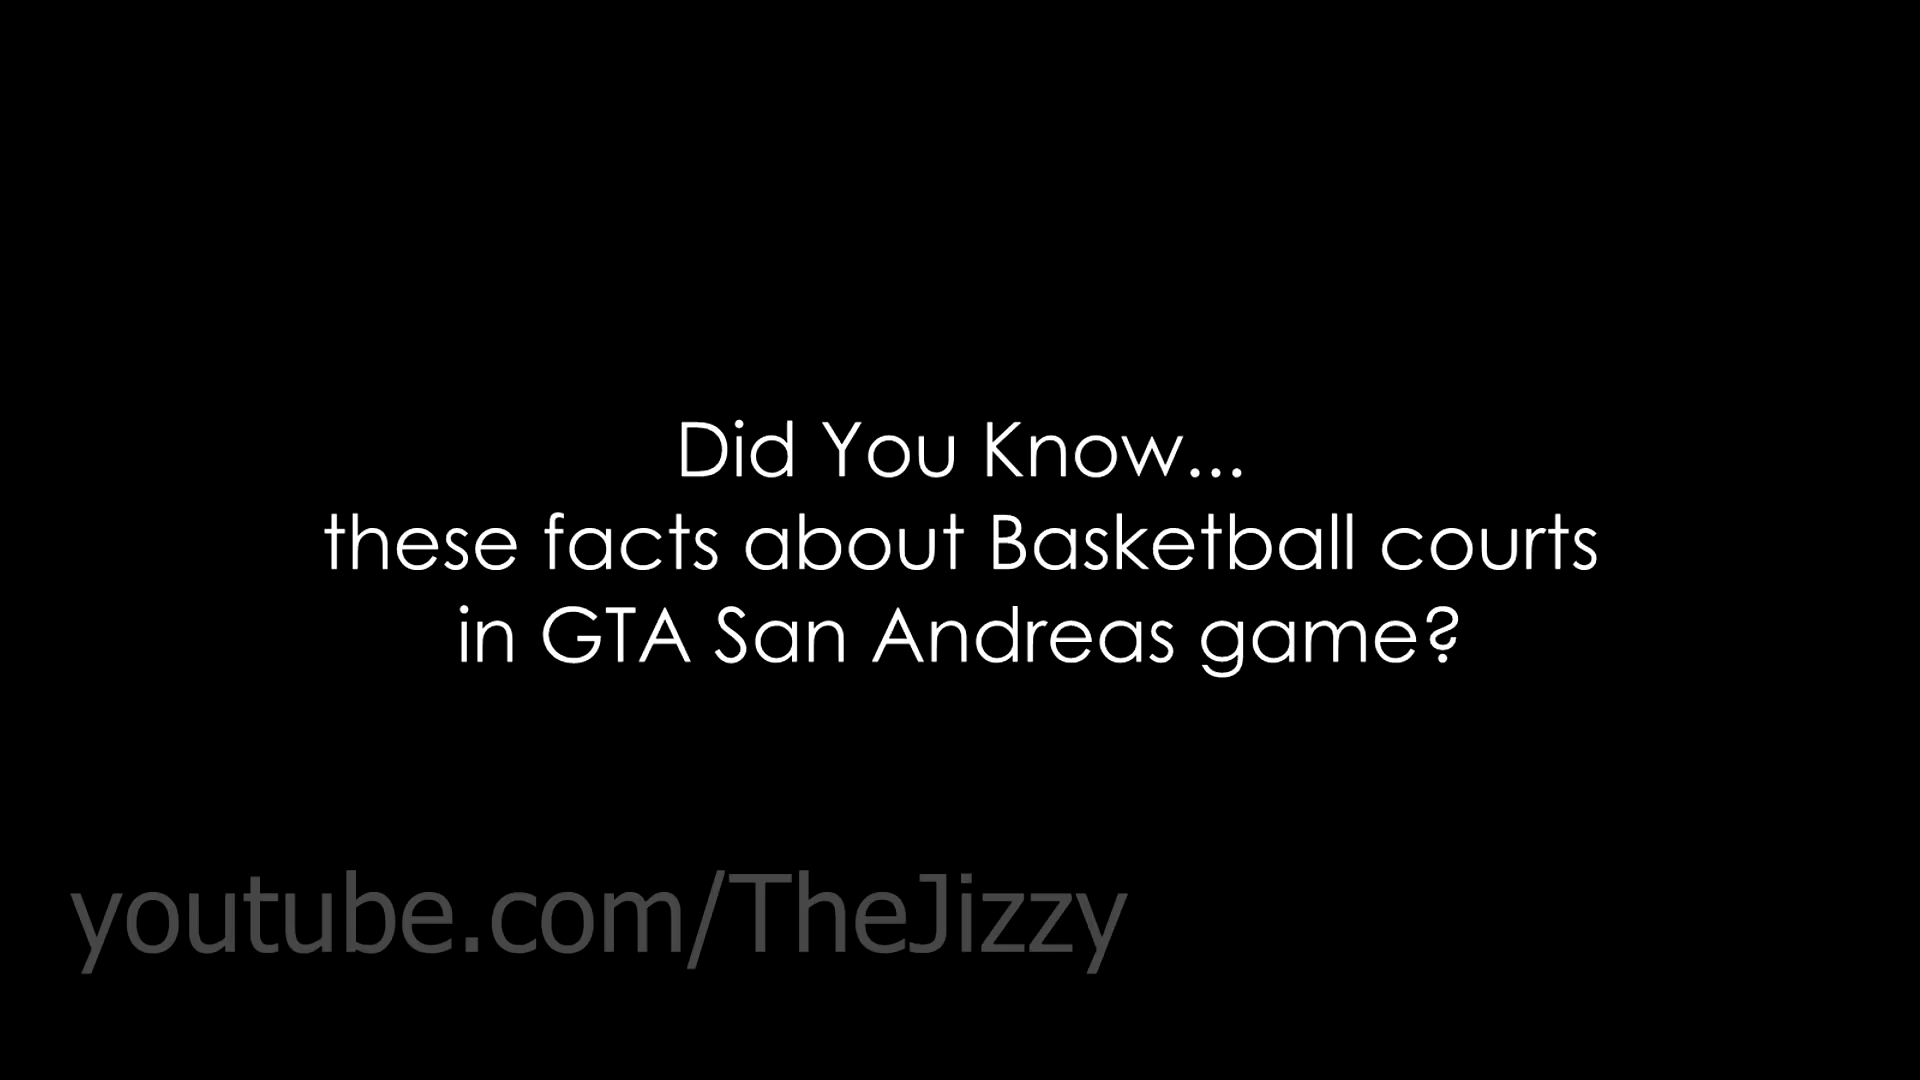 Did You Know...
these facts about Basketball courts
in GTA San Andreas game?
youtube.com/TheJizzy